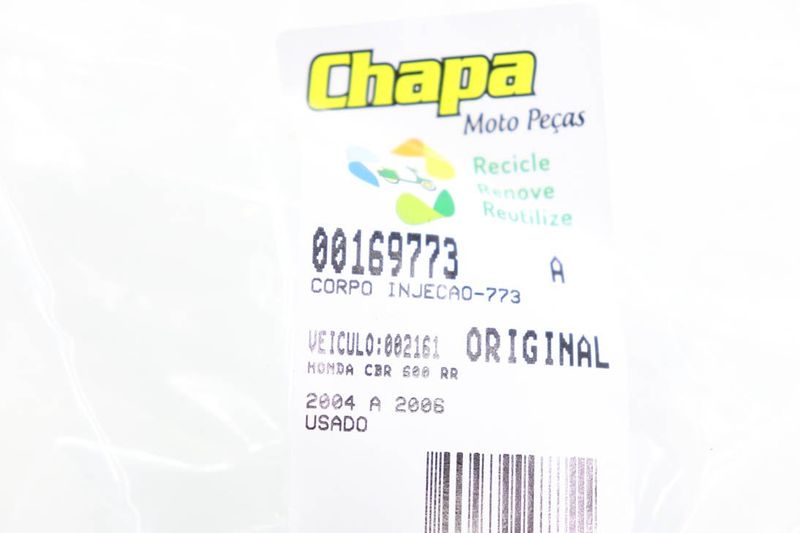 Chapa
Moto Peças
Recicle
Renove
Reutilize
00169773 A
CORPO INJECAO-773
VEICULO:002161 ORIGINAL
HONDA CBR 600 RR
2004 A 2006
USADO